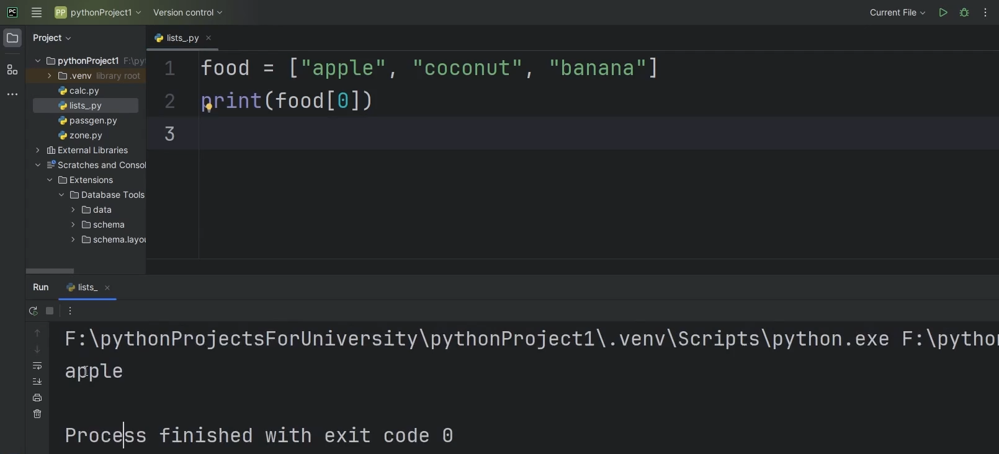 PC PP pythonProject1 Version control Current File
Project
lists_.py
pythonProject1 F:\py
.venv library root
calc.py
lists_.py
passgen.py
zone.py
External Libraries
Scratches and Consol
Extensions
Database Tools
data
schema
schema.layou
1 food = ["apple", "coconut", "banana"]
2 print(food[0])
3
Run lists_
F:\pythonProjectsForUniversity\pythonProject1\.venv\Scripts\python.exe F:\pytho
apple
Process finished with exit code 0